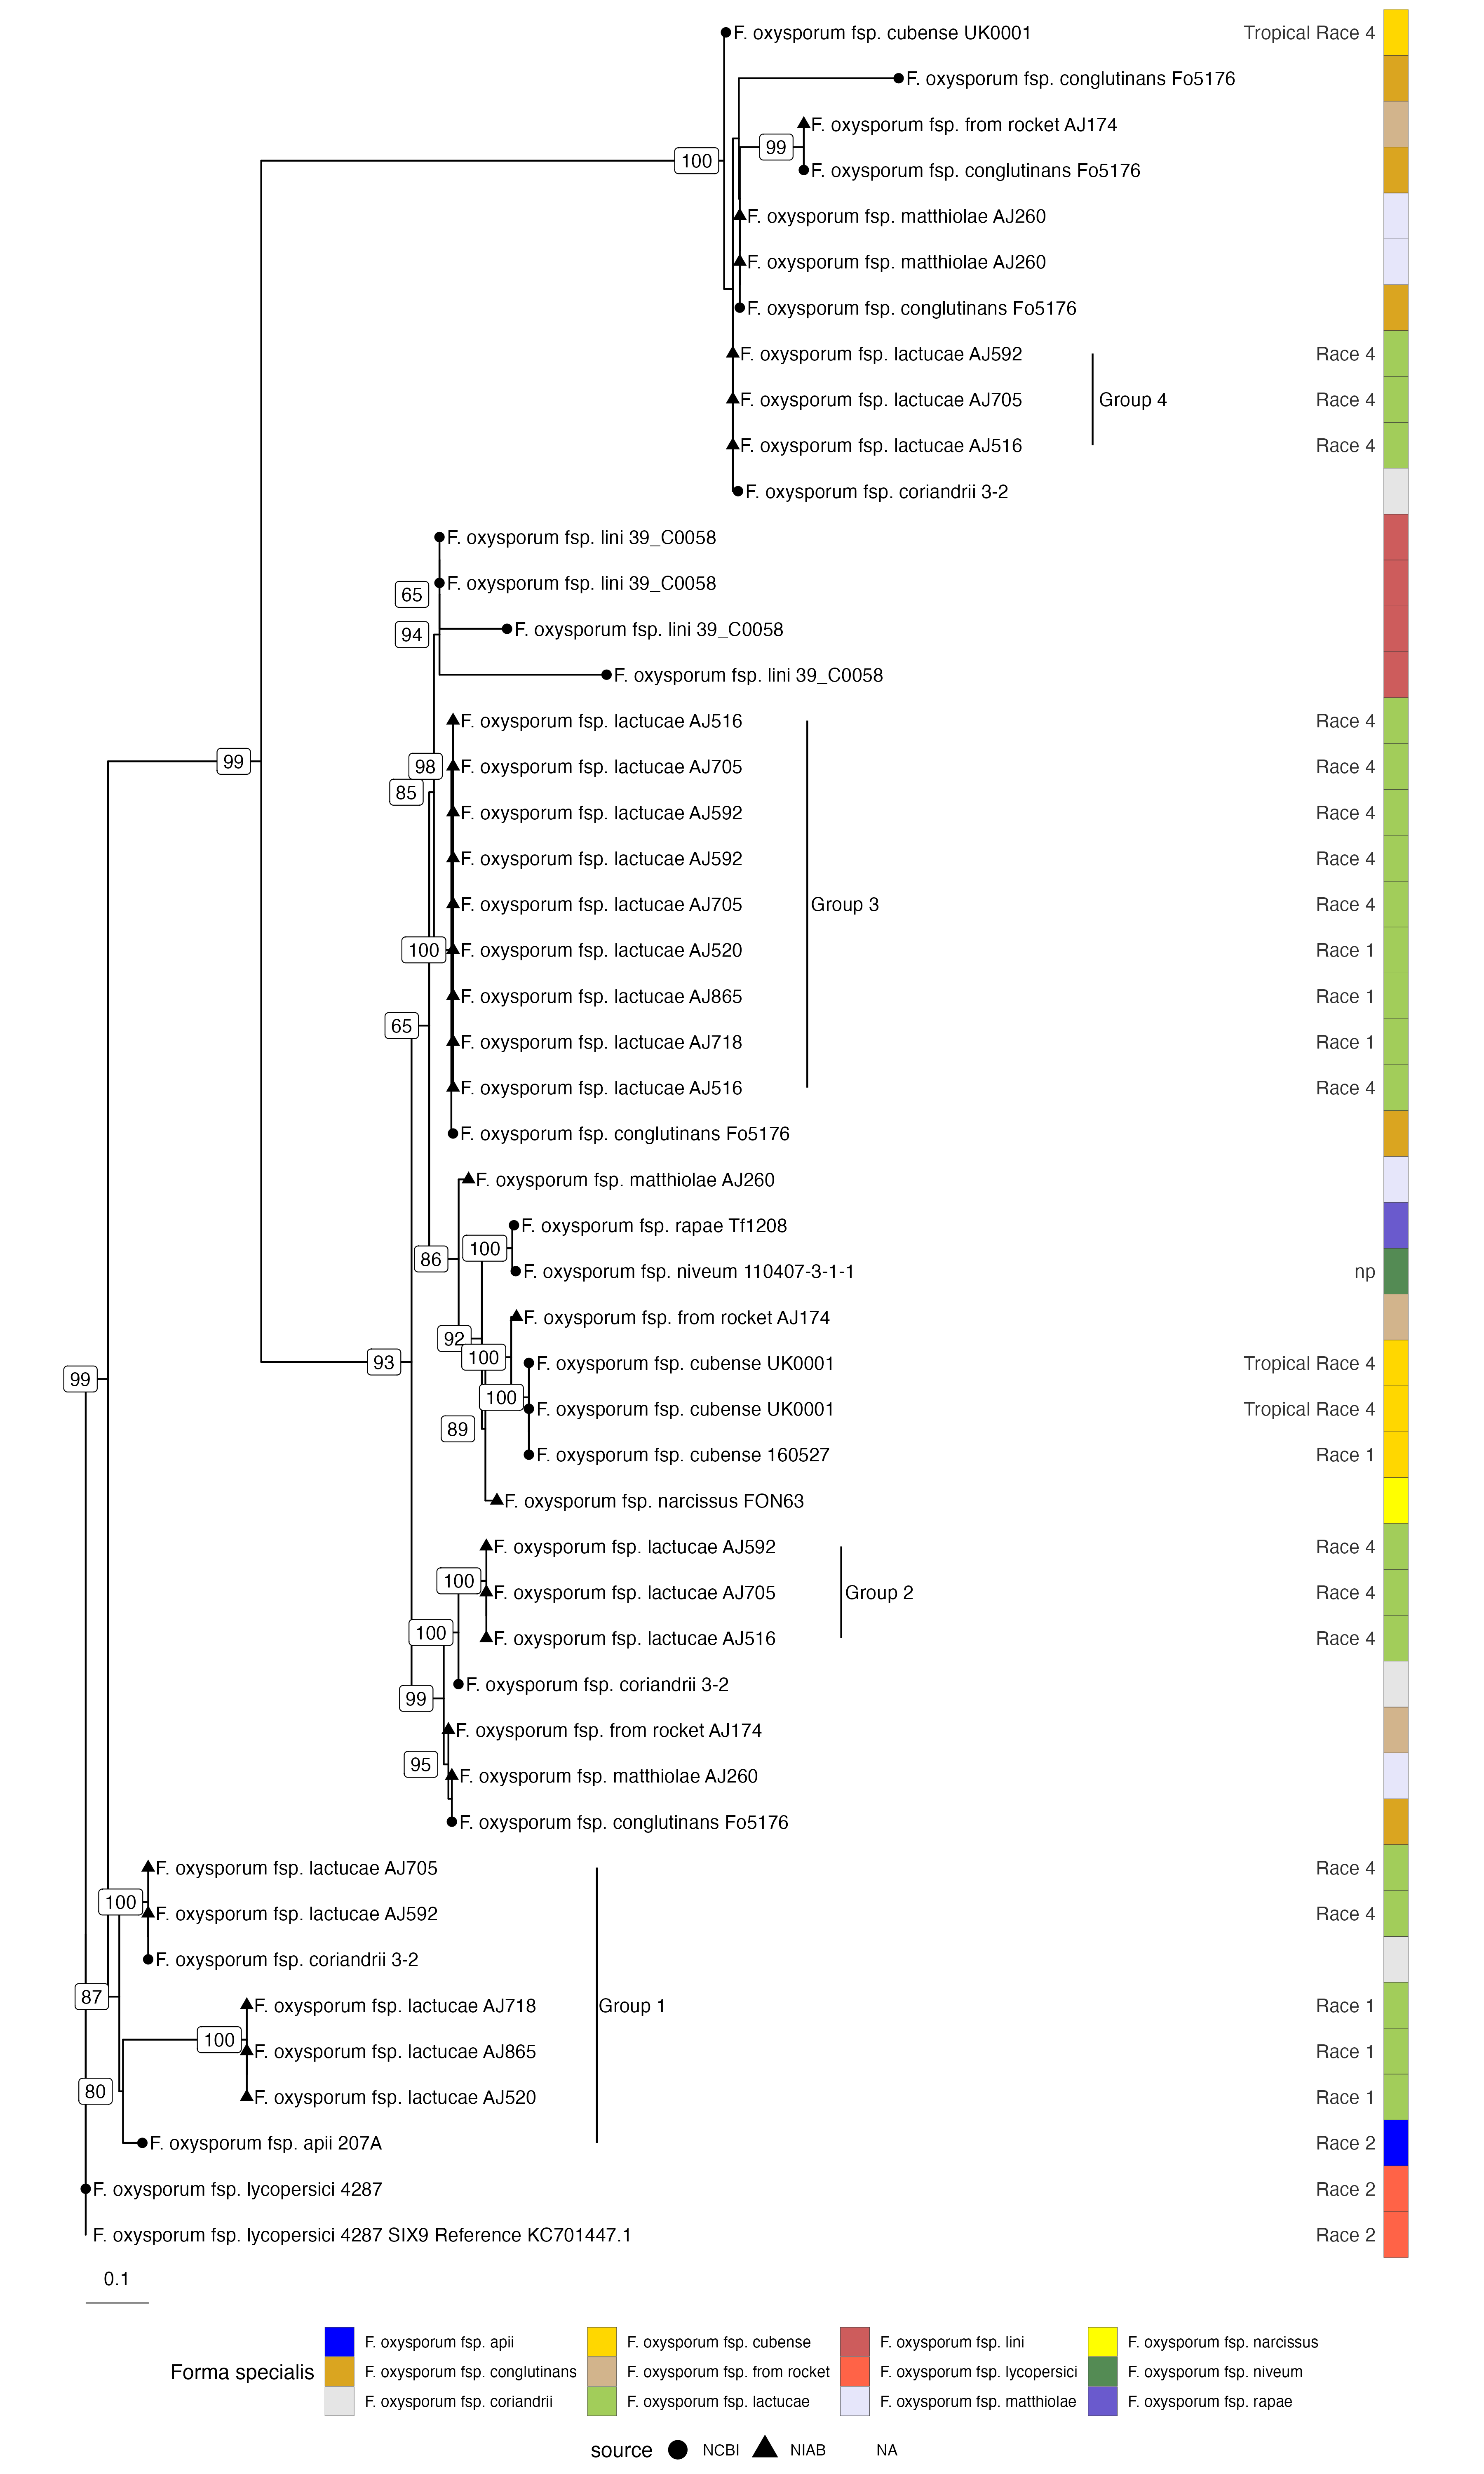 F. oxysporum fsp. cubense UK0001 Tropical Race 4
F. oxysporum fsp. conglutinans Fo5176
F. oxysporum fsp. from rocket AJ174
99
100
F. oxysporum fsp. conglutinans Fo5176
F. oxysporum fsp. matthiolae AJ260
F. oxysporum fsp. matthiolae AJ260
F. oxysporum fsp. conglutinans Fo5176
F. oxysporum fsp. lactucae AJ592 Race 4
F. oxysporum fsp. lactucae AJ705 Group 4 Race 4
F. oxysporum fsp. lactucae AJ516 Race 4
F. oxysporum fsp. coriandrii 3-2
F. oxysporum fsp. lini 39_C0058
F. oxysporum fsp. lini 39_C0058
65
F. oxysporum fsp. lini 39_C0058
94
F. oxysporum fsp. lini 39_C0058
F. oxysporum fsp. lactucae AJ516 Race 4
99
98
F. oxysporum fsp. lactucae AJ705 Race 4
85
F. oxysporum fsp. lactucae AJ592 Race 4
F. oxysporum fsp. lactucae AJ592 Race 4
F. oxysporum fsp. lactucae AJ705 Group 3 Race 4
100
F. oxysporum fsp. lactucae AJ520 Race 1
F. oxysporum fsp. lactucae AJ865 Race 1
65
F. oxysporum fsp. lactucae AJ718 Race 1
F. oxysporum fsp. lactucae AJ516 Race 4
F. oxysporum fsp. conglutinans Fo5176
F. oxysporum fsp. matthiolae AJ260
F. oxysporum fsp. rapae Tf1208
100
86
F. oxysporum fsp. niveum 110407-3-1-1 np
F. oxysporum fsp. from rocket AJ174
92
100
93
F. oxysporum fsp. cubense UK0001 Tropical Race 4
99
100
F. oxysporum fsp. cubense UK0001 Tropical Race 4
89
F. oxysporum fsp. cubense 160527 Race 1
F. oxysporum fsp. narcissus FON63
F. oxysporum fsp. lactucae AJ592 Race 4
100
F. oxysporum fsp. lactucae AJ705 Group 2 Race 4
100
F. oxysporum fsp. lactucae AJ516 Race 4
F. oxysporum fsp. coriandrii 3-2
99
F. oxysporum fsp. from rocket AJ174
95
F. oxysporum fsp. matthiolae AJ260
F. oxysporum fsp. conglutinans Fo5176
F. oxysporum fsp. lactucae AJ705 Race 4
100
F. oxysporum fsp. lactucae AJ592 Race 4
F. oxysporum fsp. coriandrii 3-2
87
F. oxysporum fsp. lactucae AJ718 Group 1 Race 1
100
F. oxysporum fsp. lactucae AJ865 Race 1
80
F. oxysporum fsp. lactucae AJ520 Race 1
F. oxysporum fsp. apii 207A Race 2
F. oxysporum fsp. lycopersici 4287 Race 2
F. oxysporum fsp. lycopersici 4287 SIX9 Reference KC701447.1 Race 2
0.1
Forma specialis
F. oxysporum fsp. apii F. oxysporum fsp. cubense F. oxysporum fsp. lini F. oxysporum fsp. narcissus
F. oxysporum fsp. conglutinans F. oxysporum fsp. from rocket F. oxysporum fsp. lycopersici F. oxysporum fsp. niveum
F. oxysporum fsp. coriandrii F. oxysporum fsp. lactucae F. oxysporum fsp. matthiolae F. oxysporum fsp. rapae
source NCBI NIAB NA